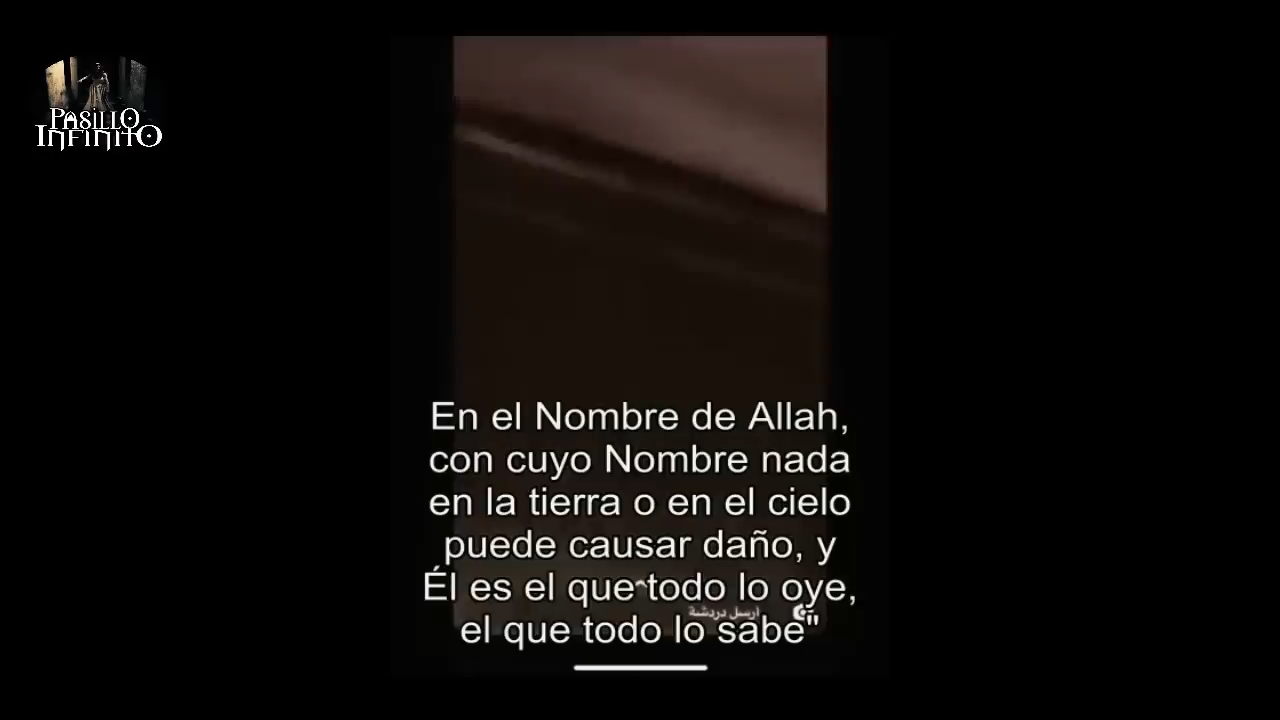 PASILLO
INFINITO
En el Nombre de Allah,
con cuyo Nombre nada
en la tierra o en el cielo
puede causar daño, y
Él es el que todo lo oye,
أرسل دردشة
el que todo lo sabe"